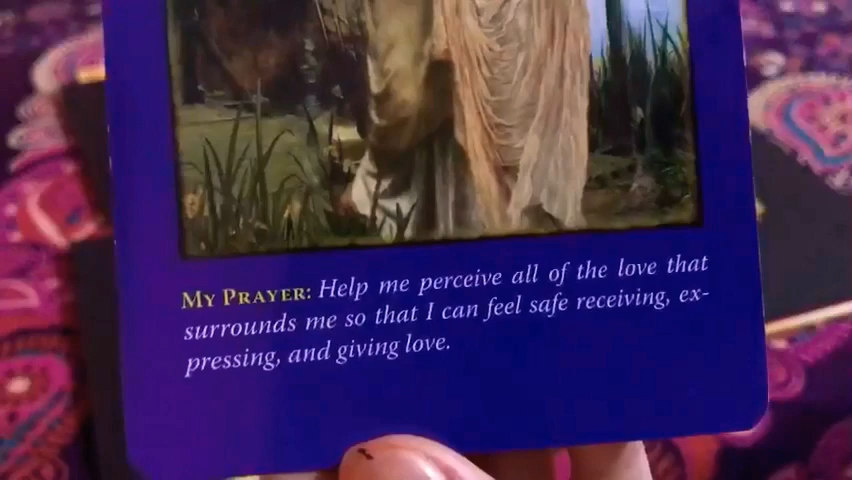 My Prayer: Help me perceive all of the love that
surrounds me so that I can feel safe receiving, ex-
pressing, and giving love.